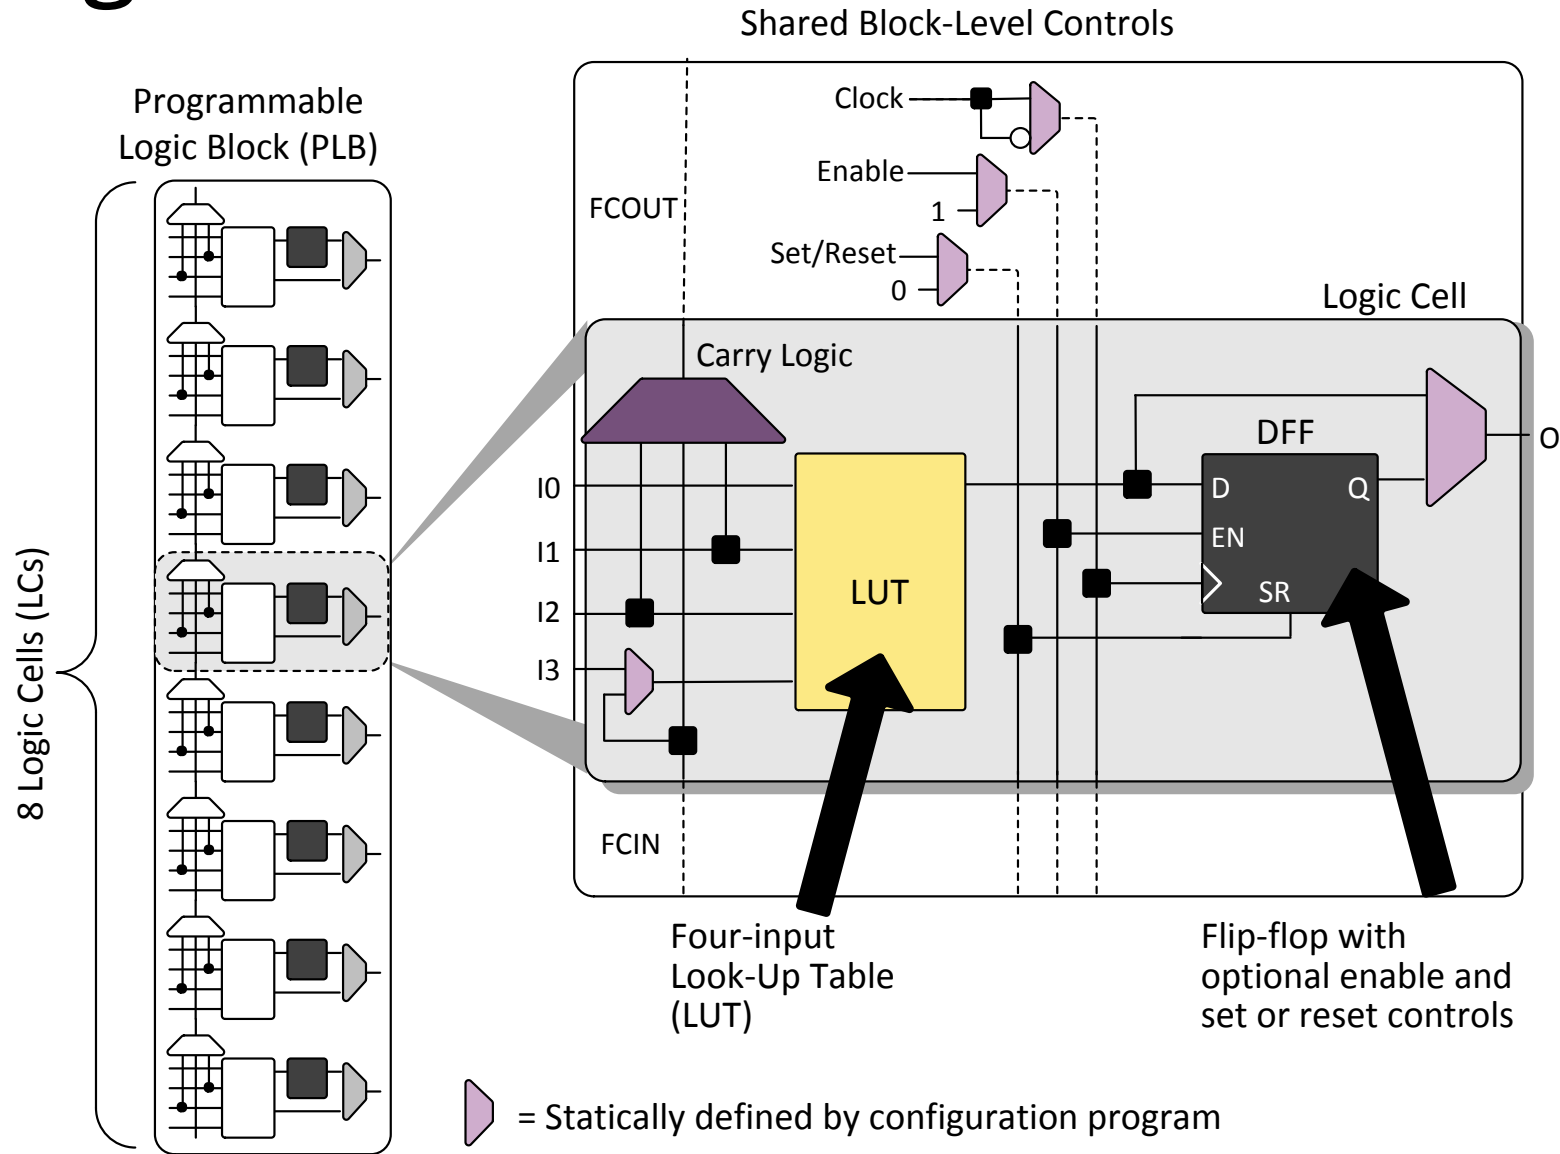 Shared Block-Level Controls
Programmable
Logic Block (PLB)
8 Logic Cells (LCs)
Clock
Enable
1
Set/Reset
0
FCOUT
Logic Cell
Carry Logic
I0
I1
I2
I3
LUT
DFF
D
Q
EN
SR
O
FCIN
Four-input
Look-Up Table
(LUT)
Flip-flop with
optional enable and
set or reset controls
= Statically defined by configuration program